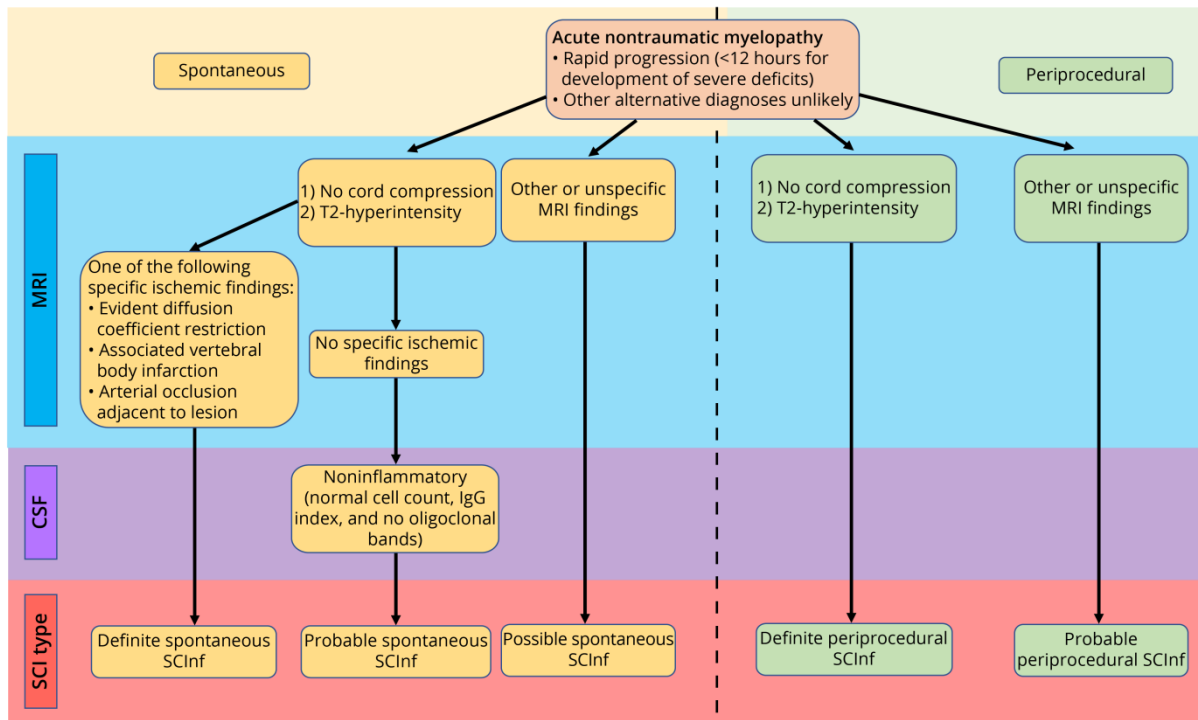 Acute nontraumatic myelopathy
• Rapid progression (<12 hours for
development of severe deficits)
• Other alternative diagnoses unlikely
Spontaneous
Periprocedural
MRI
1) No cord compression
2) T2-hyperintensity
Other or unspecific
MRI findings
1) No cord compression
2) T2-hyperintensity
Other or unspecific
MRI findings
One of the following
specific ischemic findings:
• Evident diffusion
coefficient restriction
• Associated vertebral
body infarction
• Arterial occlusion
adjacent to lesion
No specific ischemic
findings
CSF
Noninflammatory
(normal cell count, IgG
index, and no oligoclonal
bands)
SCI type
Definite spontaneous
SCInf
Probable spontaneous
SCInf
Possible spontaneous
SCInf
Definite periprocedural
SCInf
Probable
periprocedural SCInf